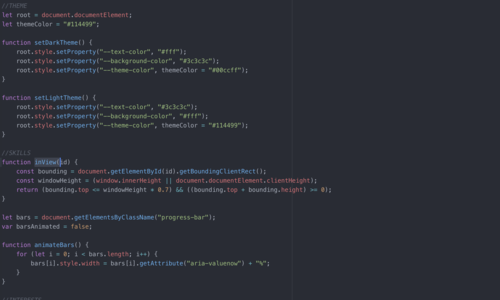 //THEME
let root = document.documentElement;
let themeColor = "#114499";
function setDarkTheme() {
root.style.setProperty("--text-color", "#fff");
root.style.setProperty("--background-color", "#3c3c3c");
root.style.setProperty("--theme-color", themeColor = "#00ccff");
}
function setLightTheme() {
root.style.setProperty("--text-color", "#3c3c3c");
root.style.setProperty("--background-color", "#fff");
root.style.setProperty("--theme-color", themeColor = "#114499");
}
//SKILLS
function inView(id) {
const bounding = document.getElementById(id).getBoundingClientRect();
const windowHeight = (window.innerHeight || document.documentElement.clientHeight);
return (bounding.top <= windowHeight * 0.7) && ((bounding.top + bounding.height) >= 0);
}
let bars = document.getElementsByClassName("progress-bar");
var barsAnimated = false;
function animateBars() {
for (let i = 0; i < bars.length; i++) {
bars[i].style.width = bars[i].getAttribute("aria-valuenow") + "%";
}
}